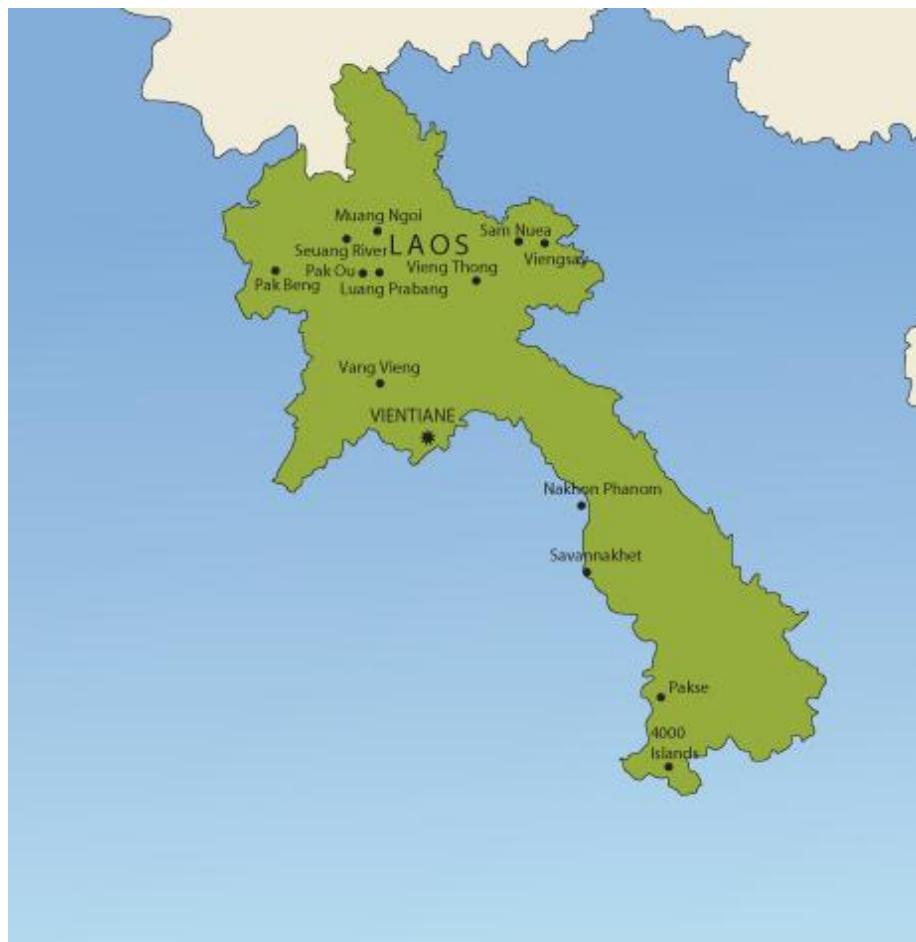 Muang Ngoi
Sam Nuea
LAOS
Seuang River
Viengsay
Vieng Thong
Pak Ou
Pak Beng
Luang Prabang
Vang Vieng
VIENTIANE
Nakhon Phanom
Savannakhet
Pakse
4000
Islands